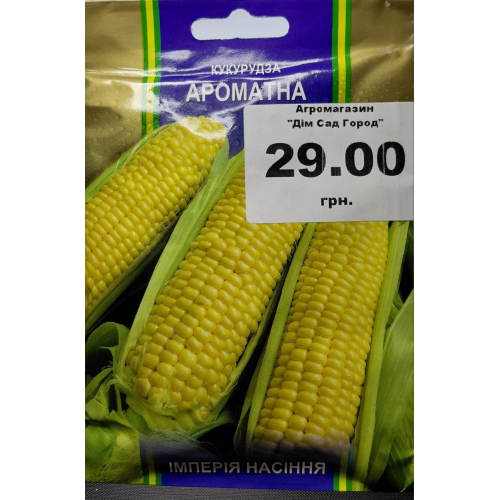 КУКУРУДЗА
АРОМАТНА
Агромагазин
"Дім Сад Город"
29.00
грн.
ІМПЕРІЯ НАСІННЯ